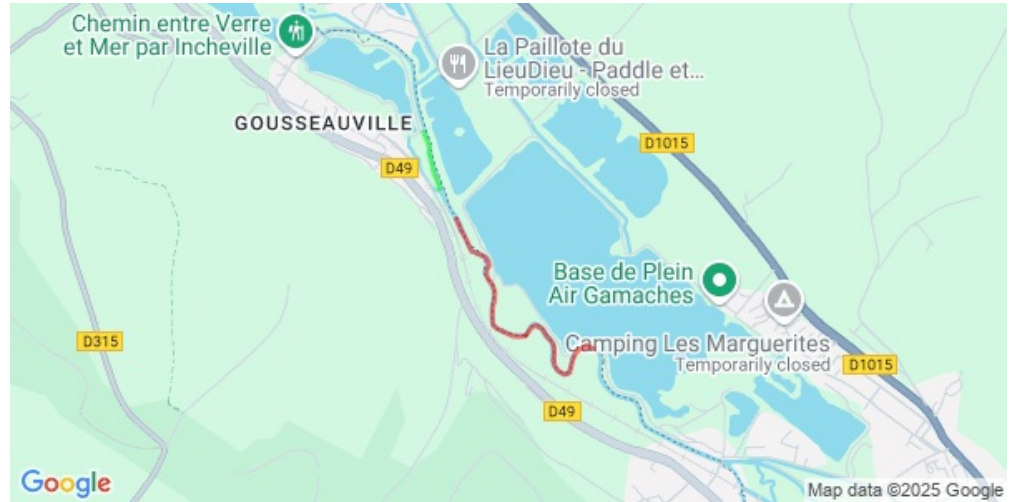 Chemin entre Verre
et Mer par Incheville
La Paillote du
LieuDieu - Paddle et...
Temporarily closed
GOUSSEAUVILLE
D1015
D49
Base de Plein
Air Gamaches
D315
Camping Les Marguerites
Temporarily closed
D1015
D49
Google
Map data ©2025 Google